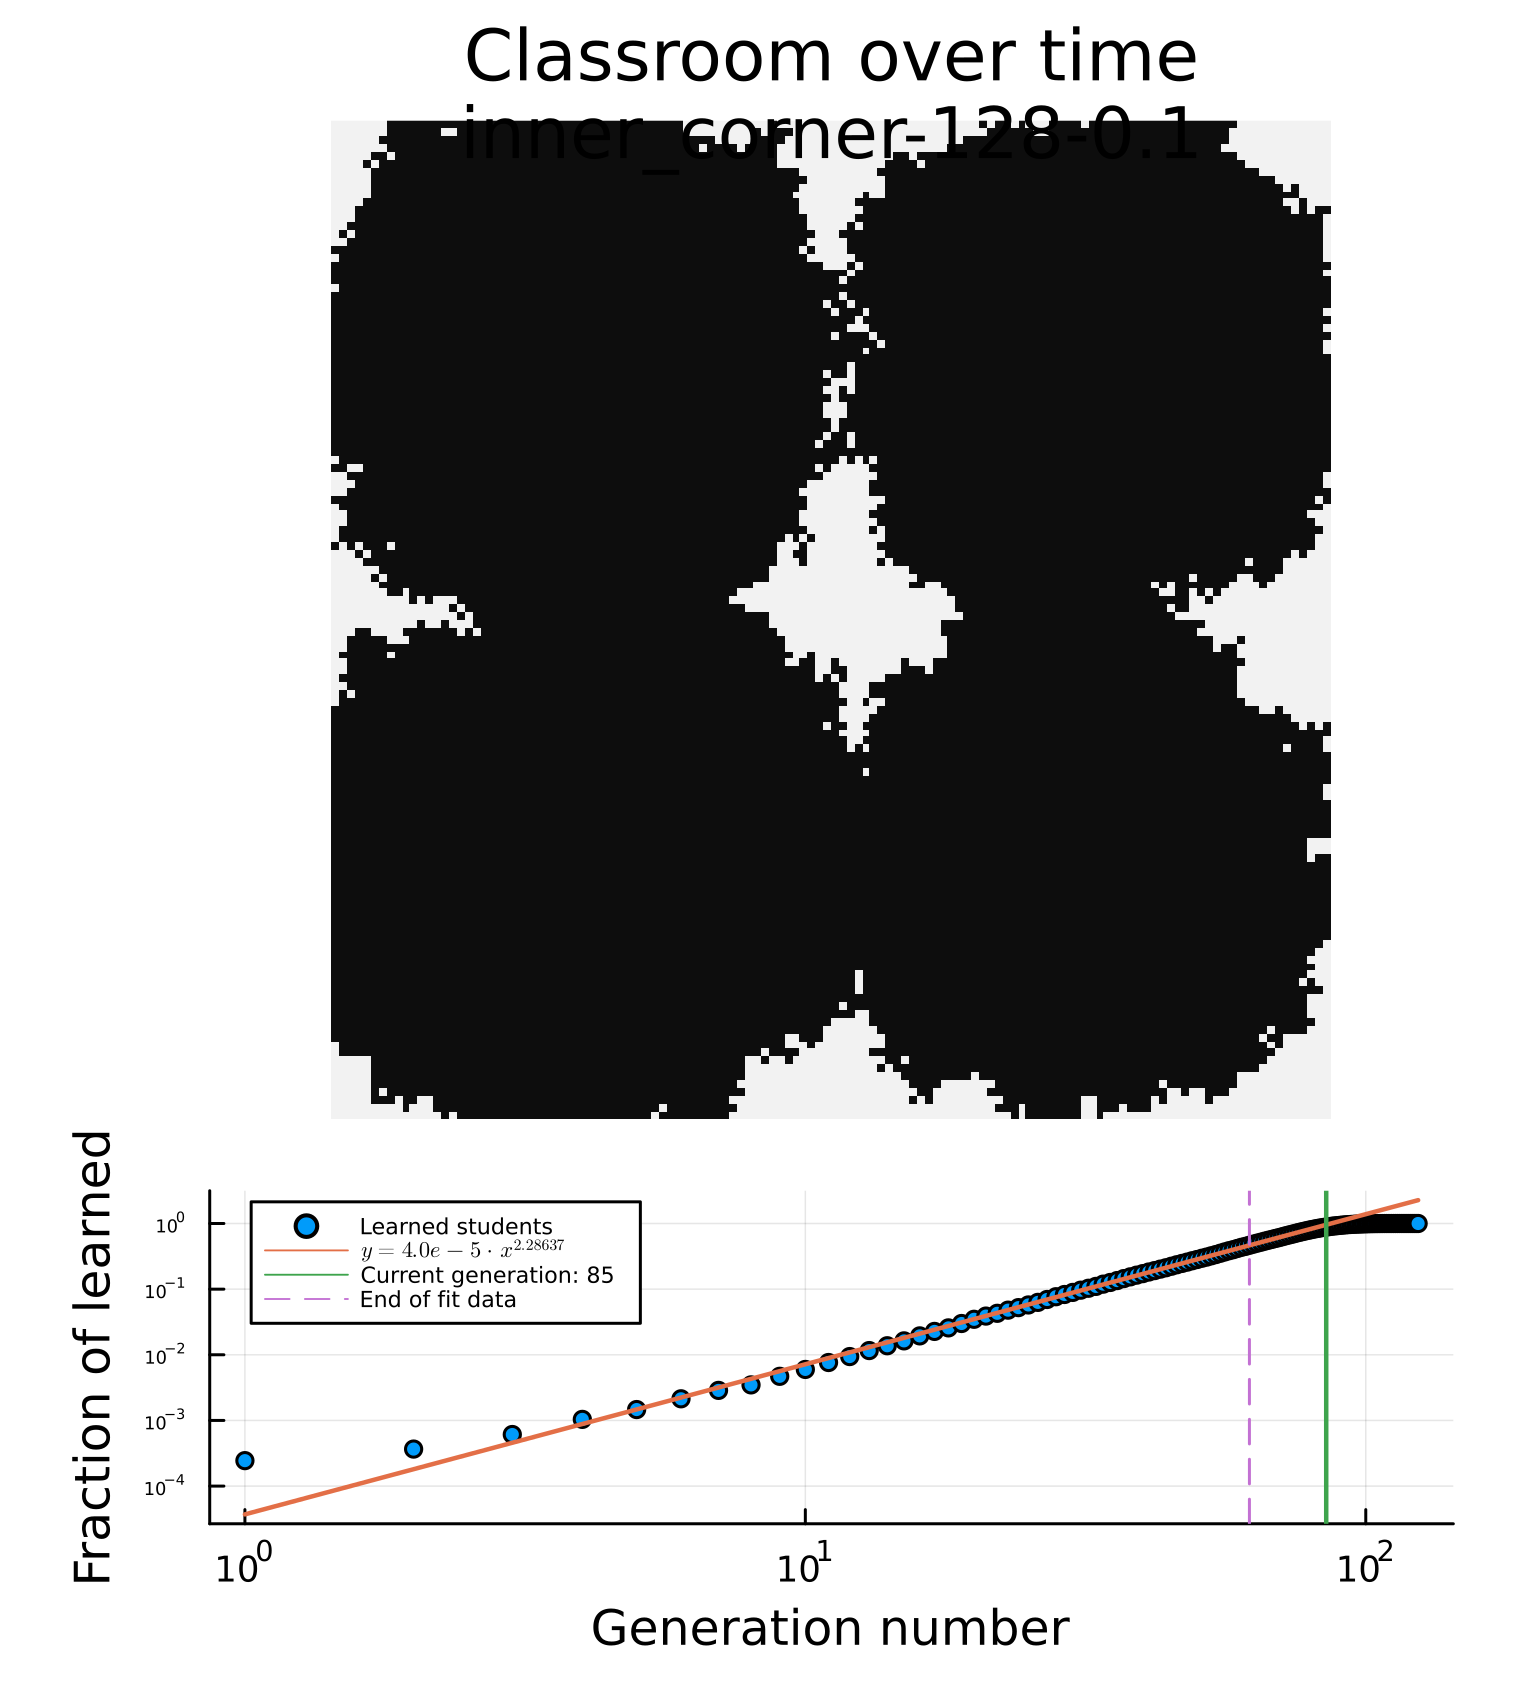 Classroom over time
inner_corner-128-0.1
Fraction of learned
10^0
10^−1
10^−2
10^−3
10^−4
Learned students
y = 4.0e − 5 · x^2.28637
Current generation: 85
End of fit data
10^0 10^1 10^2
Generation number